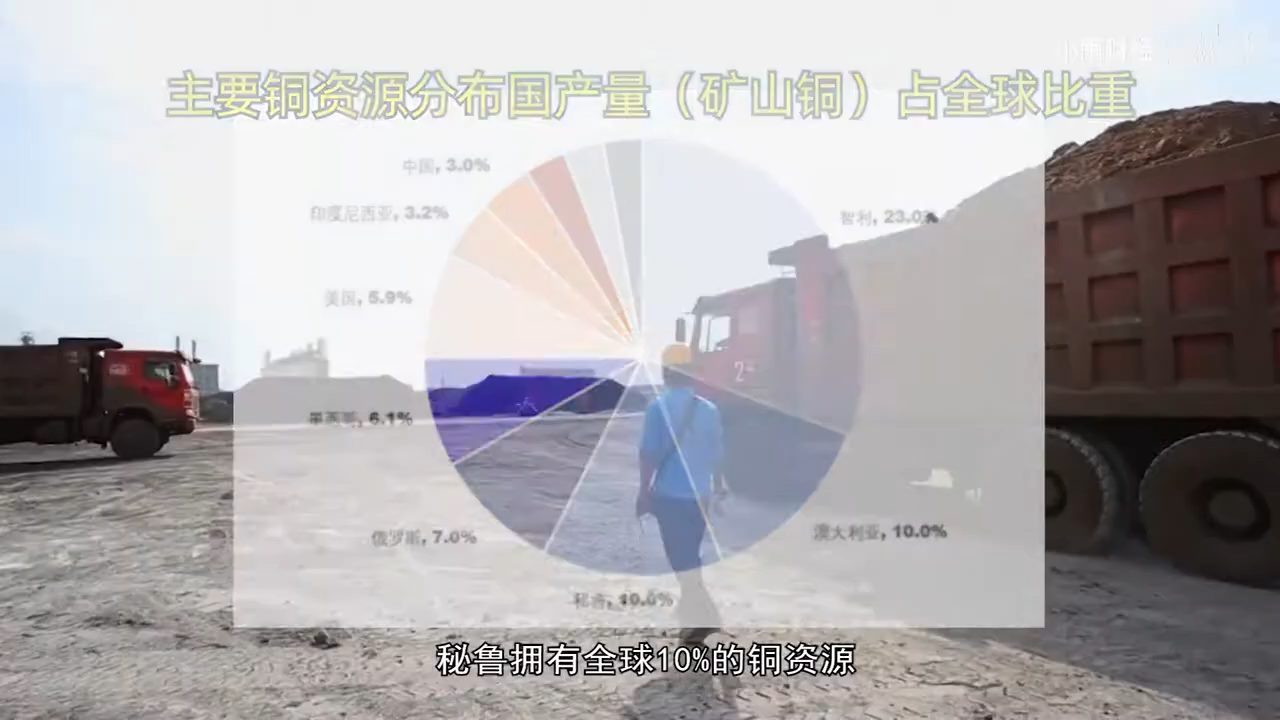 主要铜资源分布国产量（矿山铜）占全球比重
中国, 3.0%
印度尼西亚, 3.2%
智利, 23.0%
美国, 5.9%
墨西哥, 6.1%
俄罗斯, 7.0%
澳大利亚, 10.0%
秘鲁, 10.0%
秘鲁拥有全球10%的铜资源